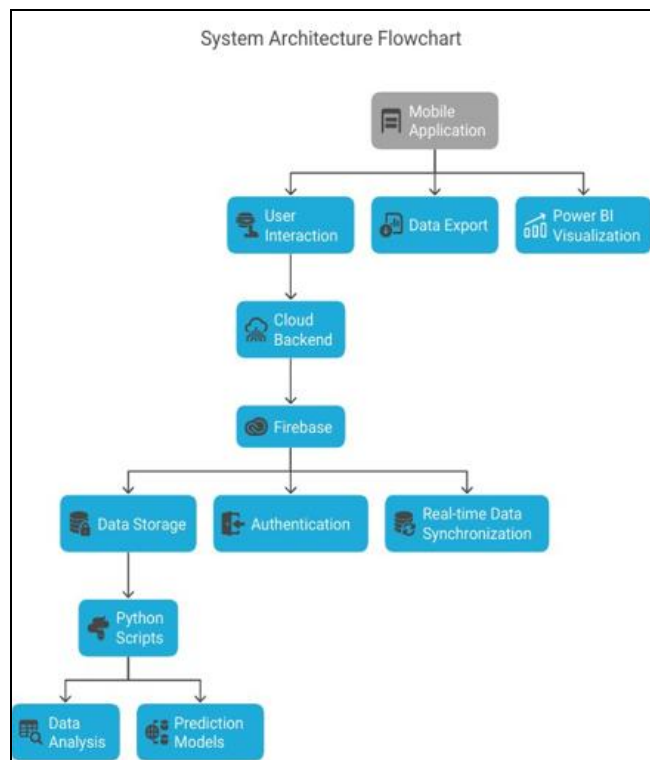 System Architecture Flowchart
Mobile
Application
User
Interaction
Data Export
Power BI
Visualization
Cloud
Backend
Firebase
Data Storage
Authentication
Real-time Data
Synchronization
Python
Scripts
Data
Analysis
Prediction
Models